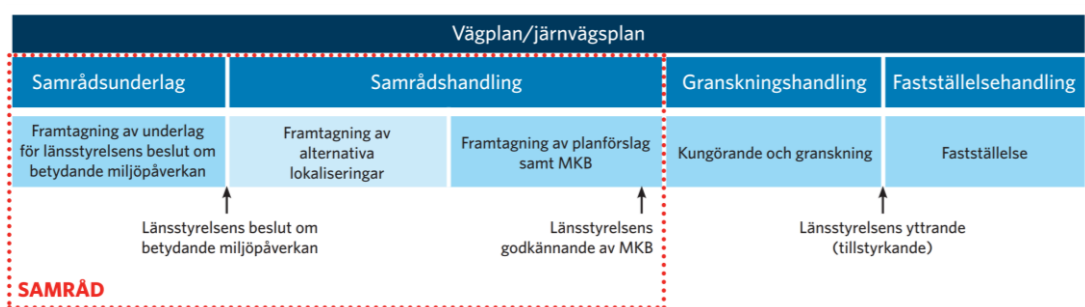 Vägplan/järnvägsplan
Samrådsunderlag
Samrådshandling
Granskningshandling
Fastställelsehandling
Framtagning av underlag
för länsstyrelsens beslut om
betydande miljöpåverkan
Framtagning av
alternativa
lokaliseringar
Framtagning av planförslag
samt MKB
Kungörande och granskning
Fastställelse
Länsstyrelsens beslut om
betydande miljöpåverkan
Länsstyrelsens
godkännande av MKB
Länsstyrelsens yttrande
(tillstyrkande)
SAMRÅD